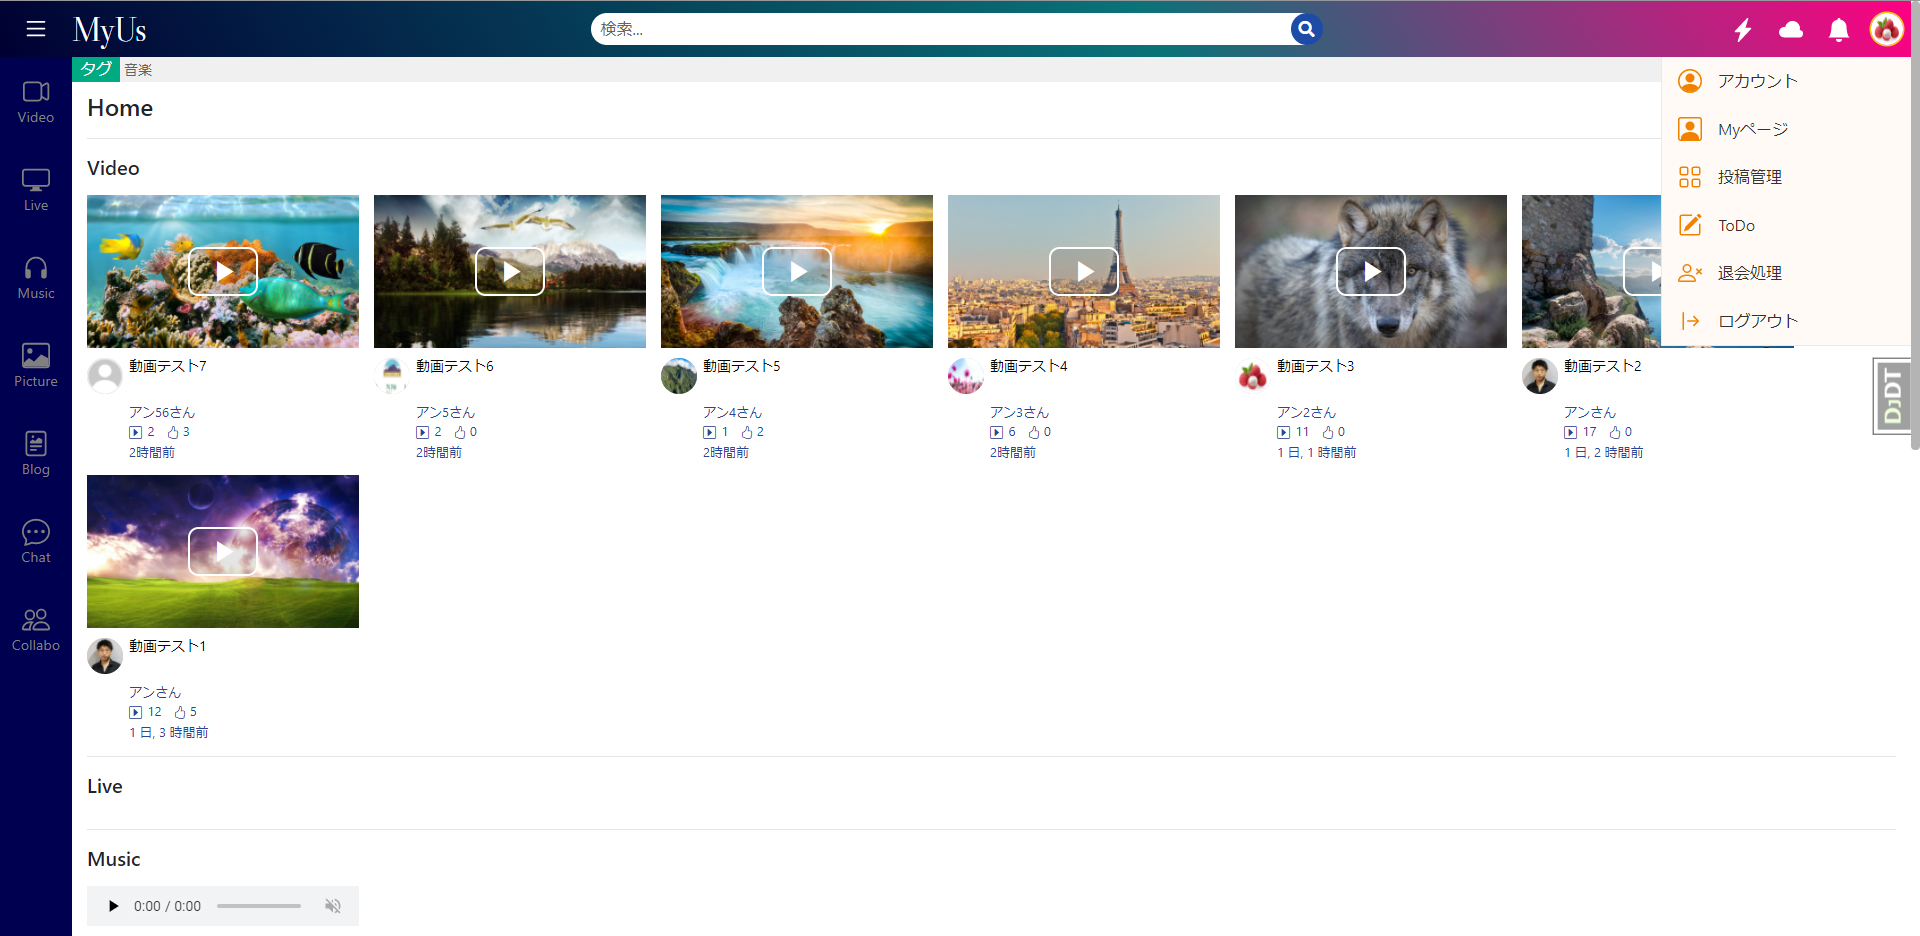 MyUs
検索...
タグ 音楽
Video
Live
Music
Picture
Blog
Chat
Collabo
アカウント
Myページ
投稿管理
ToDo
退会処理
ログアウト
DJDT
Home
Video
動画テスト7
アン56さん
2 3
2時間前
動画テスト6
アン5さん
2 0
2時間前
動画テスト5
アン4さん
1 2
2時間前
動画テスト4
アン3さん
6 0
2時間前
動画テスト3
アン2さん
11 0
1 日, 1 時間前
動画テスト2
アンさん
17 0
1 日, 2 時間前
動画テスト1
アンさん
12 5
1 日, 3 時間前
Live
Music
0:00 / 0:00